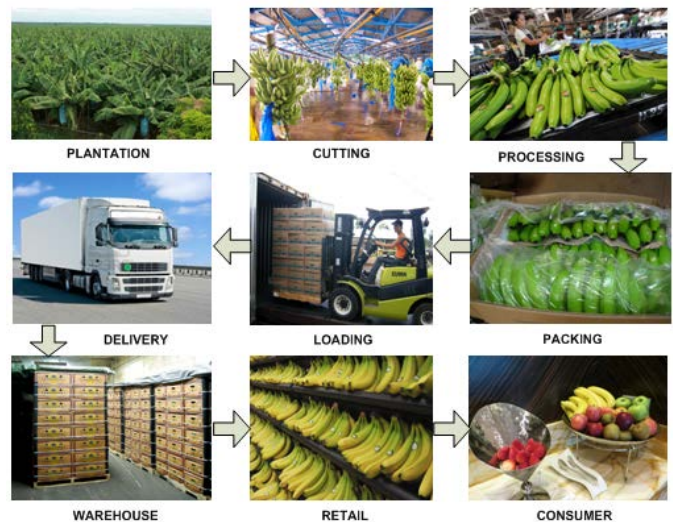 PLANTATION
CUTTING
PROCESSING
PACKING
LOADING
DELIVERY
WAREHOUSE
RETAIL
CONSUMER